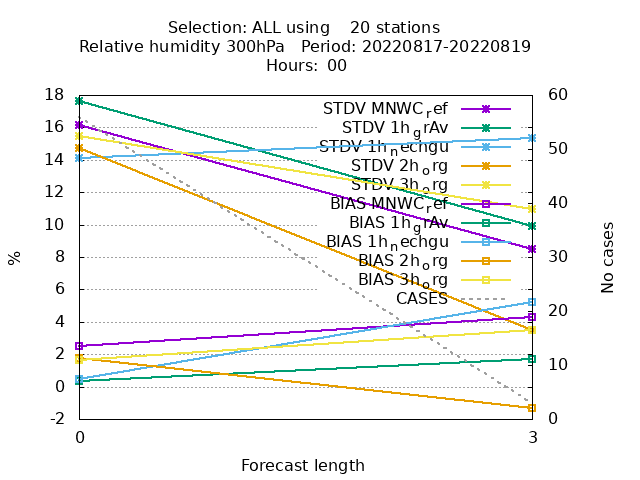 Selection: ALL using 20 stations
Relative humidity 300hPa Period: 20220817-20220819
Hours: 00
18
16
14
12
10
8
6
4
2
0
-2
%
60
50
40
30
20
10
0
No cases
STDV MNWC_ref
STDV 1h_grAv
STDV 1h_nechgu
STDV 2h_org
STDV 3h_org
BIAS MNWC_ref
BIAS 1h_grAv
BIAS 1h_nechgu
BIAS 2h_org
BIAS 3h_org
CASES
0 3
Forecast length